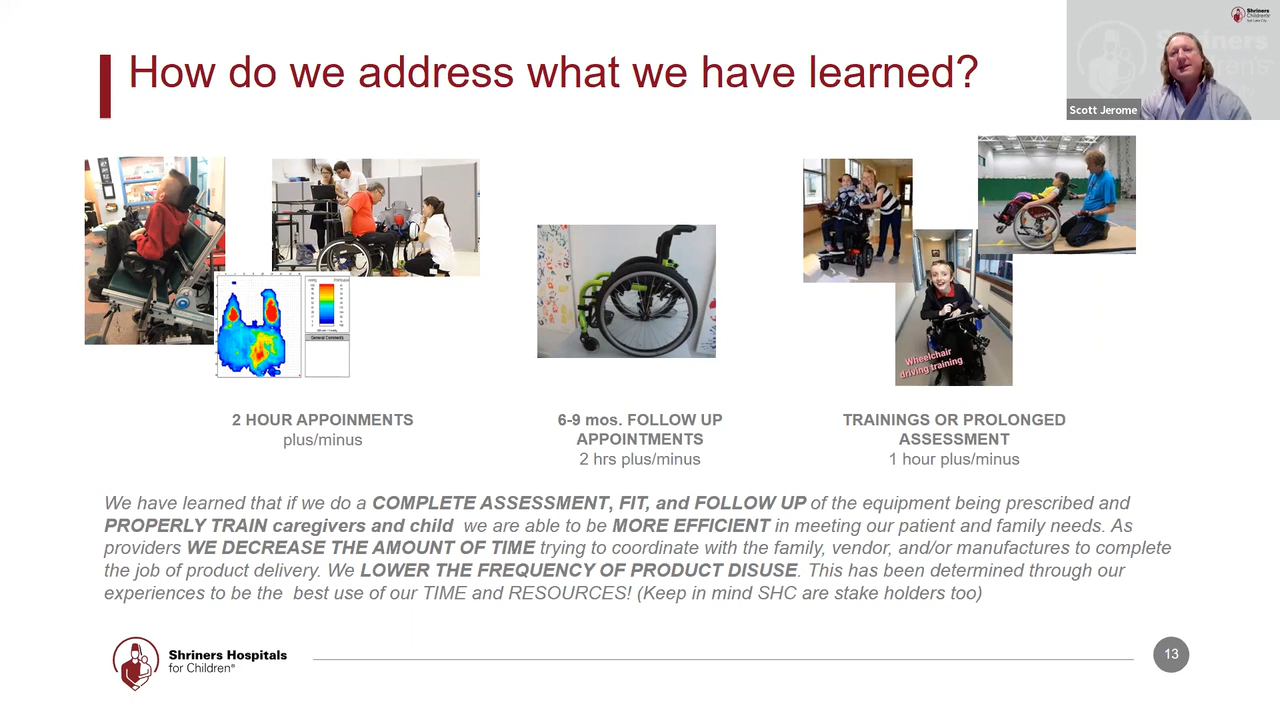 How do we address what we have learned?
Shriners
Children's
Scott Jerome
General Comments
Wheelchair
driving training
2 HOUR APPOINMENTS
plus/minus
6-9 mos. FOLLOW UP
APPOINTMENTS
2 hrs plus/minus
TRAININGS OR PROLONGED
ASSESSMENT
1 hour plus/minus
We have learned that if we do a COMPLETE ASSESSMENT, FIT, and FOLLOW UP of the equipment being prescribed and
PROPERLY TRAIN caregivers and child we are able to be MORE EFFICIENT in meeting our patient and family needs. As
providers WE DECREASE THE AMOUNT OF TIME trying to coordinate with the family, vendor, and/or manufactures to complete
the job of product delivery. We LOWER THE FREQUENCY OF PRODUCT DISUSE. This has been determined through our
experiences to be the best use of our TIME and RESOURCES! (Keep in mind SHC are stake holders too)
Shriners Hospitals
for Children®
13